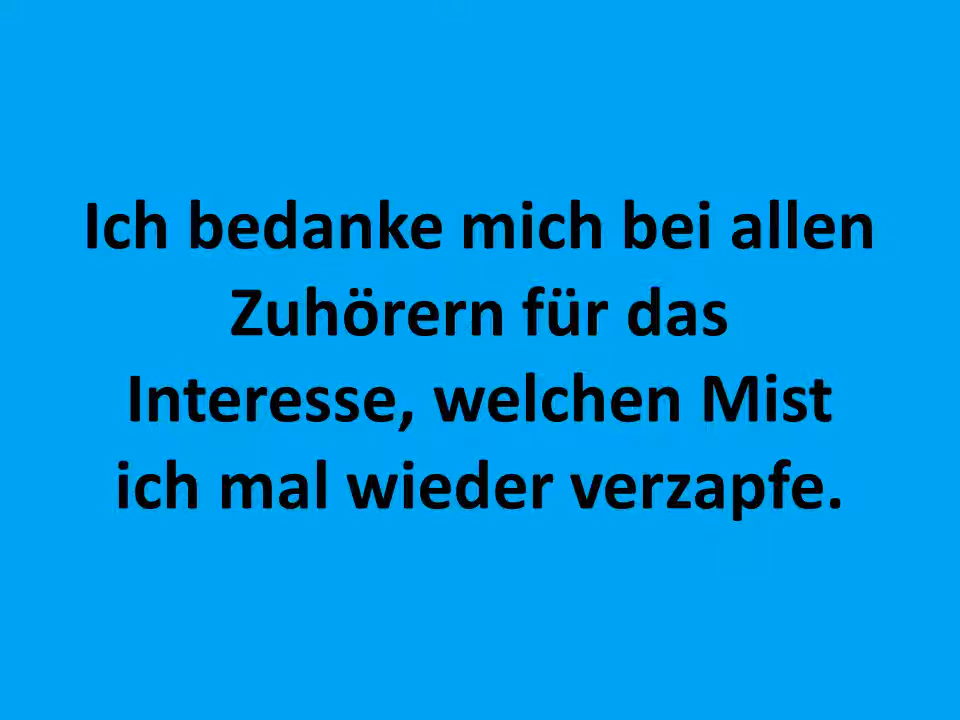 Ich bedanke mich bei allen
Zuhörern für das
Interesse, welchen Mist
ich mal wieder verzapfe.